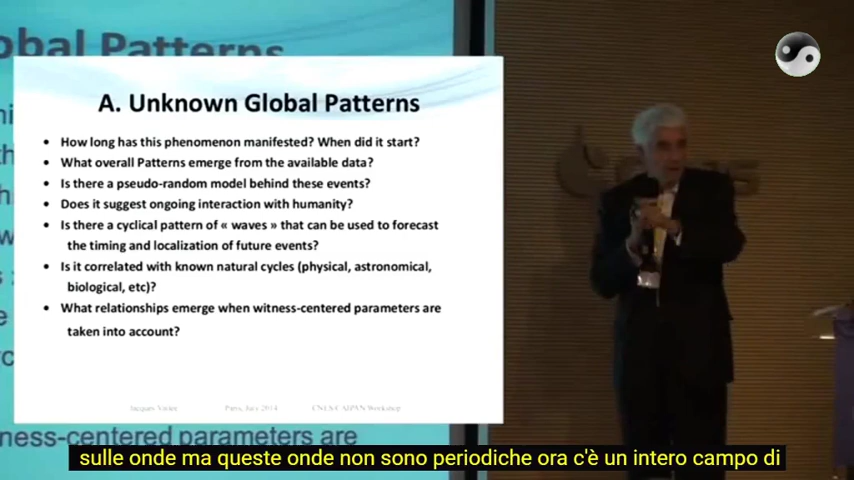 obal Patterns
A. Unknown Global Patterns
• How long has this phenomenon manifested? When did it start?
• What overall Patterns emerge from the available data?
• Is there a pseudo-random model behind these events?
• Does it suggest ongoing interaction with humanity?
• Is there a cyclical pattern of « waves » that can be used to forecast
the timing and localization of future events?
• Is it correlated with known natural cycles (physical, astronomical,
biological, etc)?
• What relationships emerge when witness-centered parameters are
taken into account?
Paris, July 2014
ness-centered parameters are
sulle onde ma queste onde non sono periodiche ora c'è un intero campo di